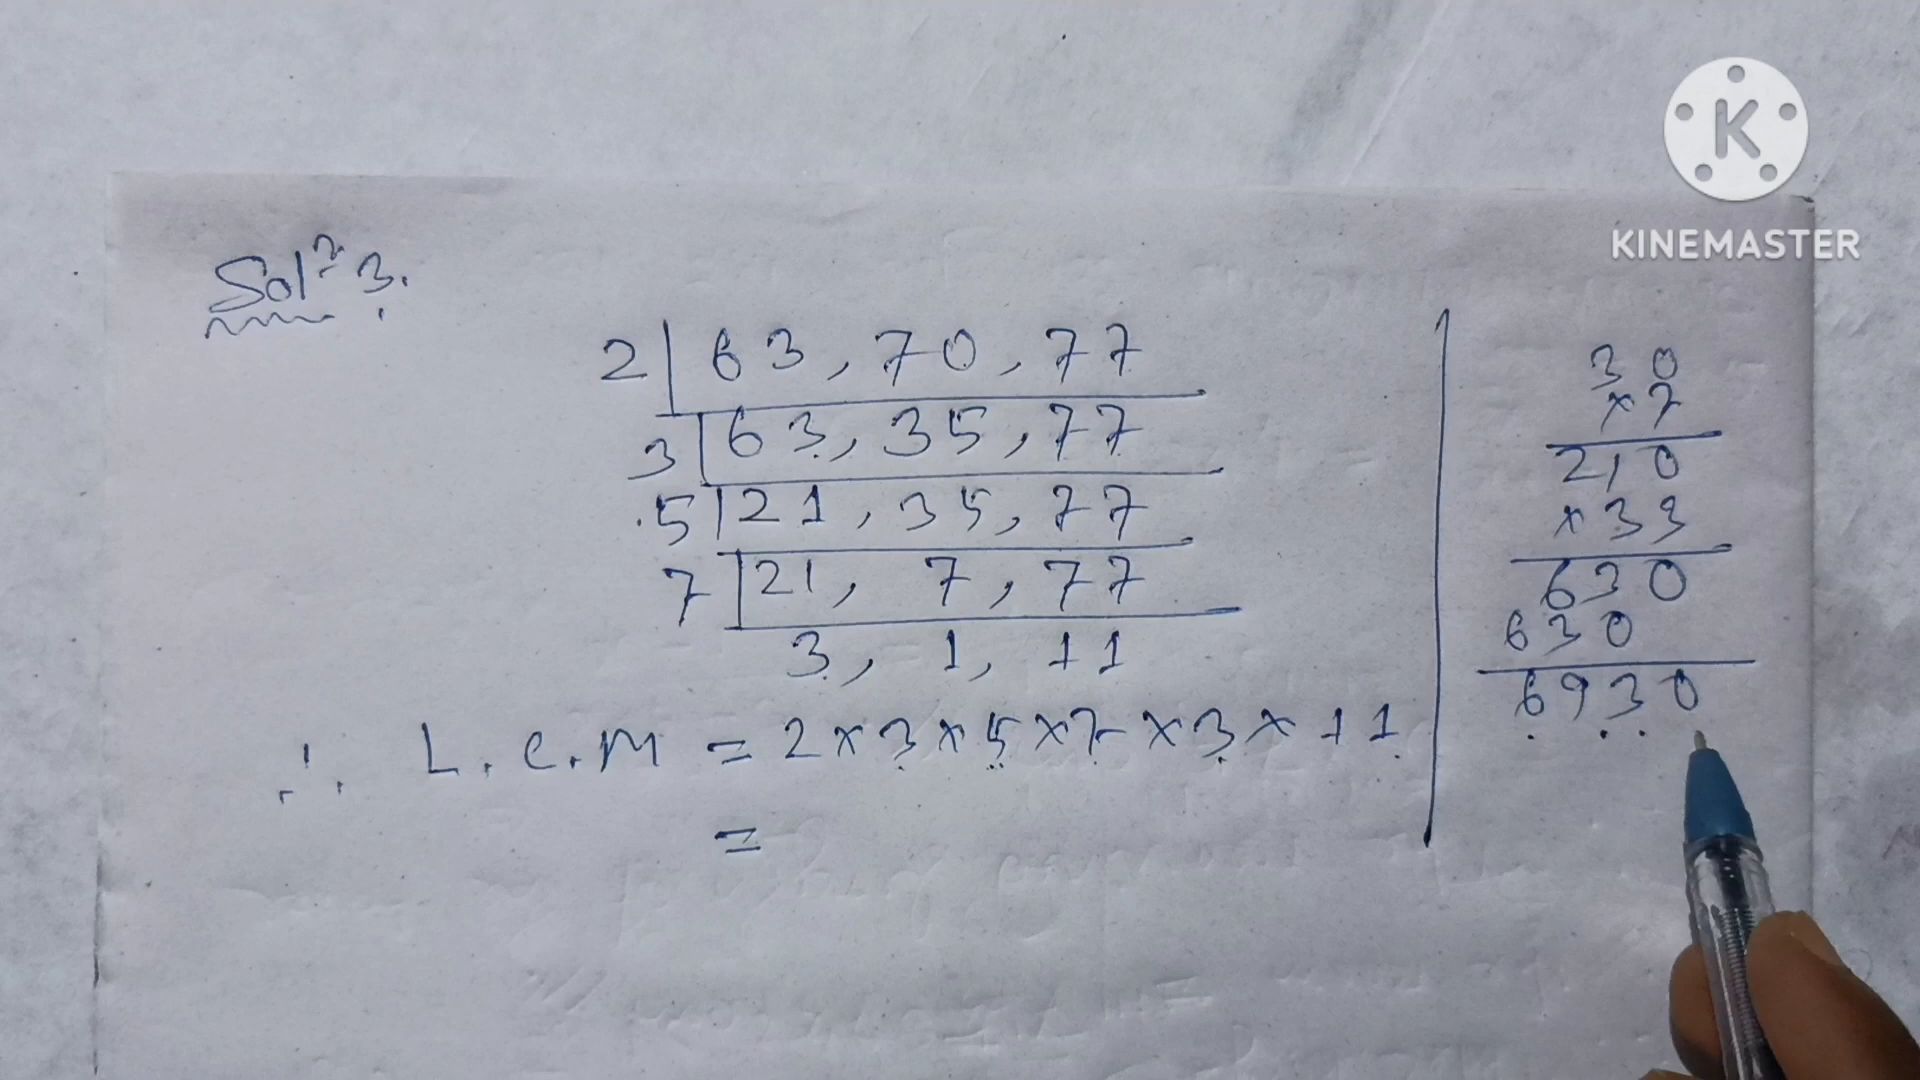 K
KINEMASTER
Solⁿ 3.
2 | 63, 70, 77
3 | 63, 35, 77
5 | 21, 35, 77
7 | 21, 7, 77
3, 1, 11
∴ L.C.M = 2×3×5×7×3×11
=
30
×7
210
×33
630
630
6930